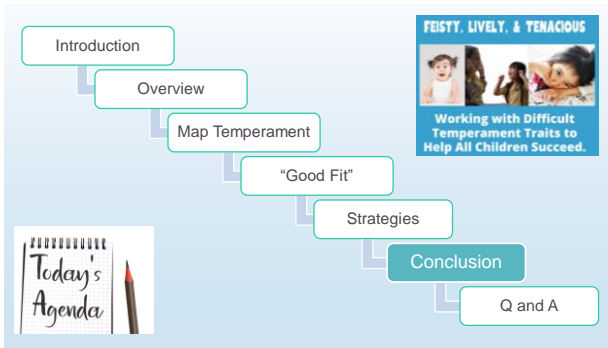 Introduction
FEISTY, LIVELY, & TENACIOUS
Overview
Map Temperament
Working with Difficult
Temperament Traits to
Help All Children Succeed.
"Good Fit"
Strategies
Today's
Agenda
Conclusion
Q and A